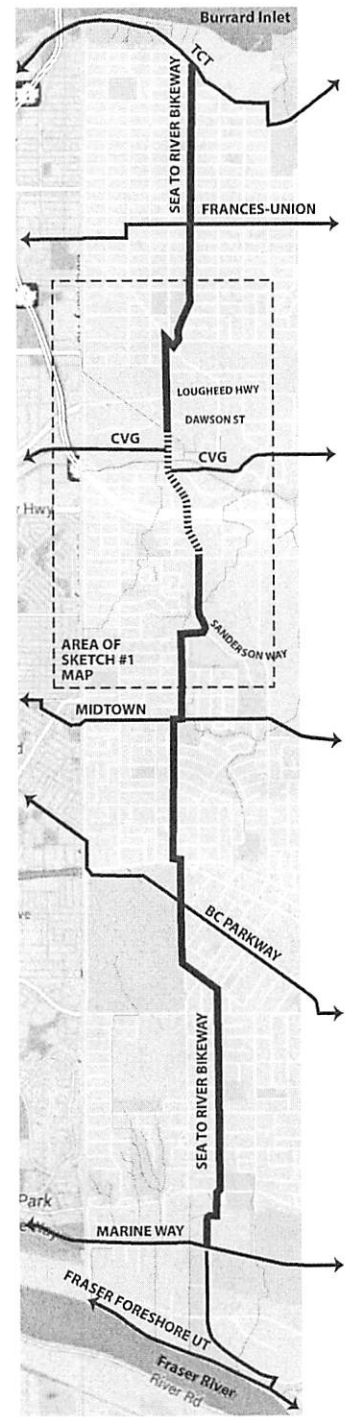 Burrard Inlet
TCT
SEA TO RIVER BIKEWAY
FRANCES-UNION
LOUGHEED HWY
DAWSON ST
CVG
CVG
Hwy
SANDERSON WAY
AREA OF
SKETCH #1
MAP
MIDTOWN
BC PARKWAY
SEA TO RIVER BIKEWAY
Park
MARINE WAY
FRASER FORESHORE UT
Fraser River
River Rd